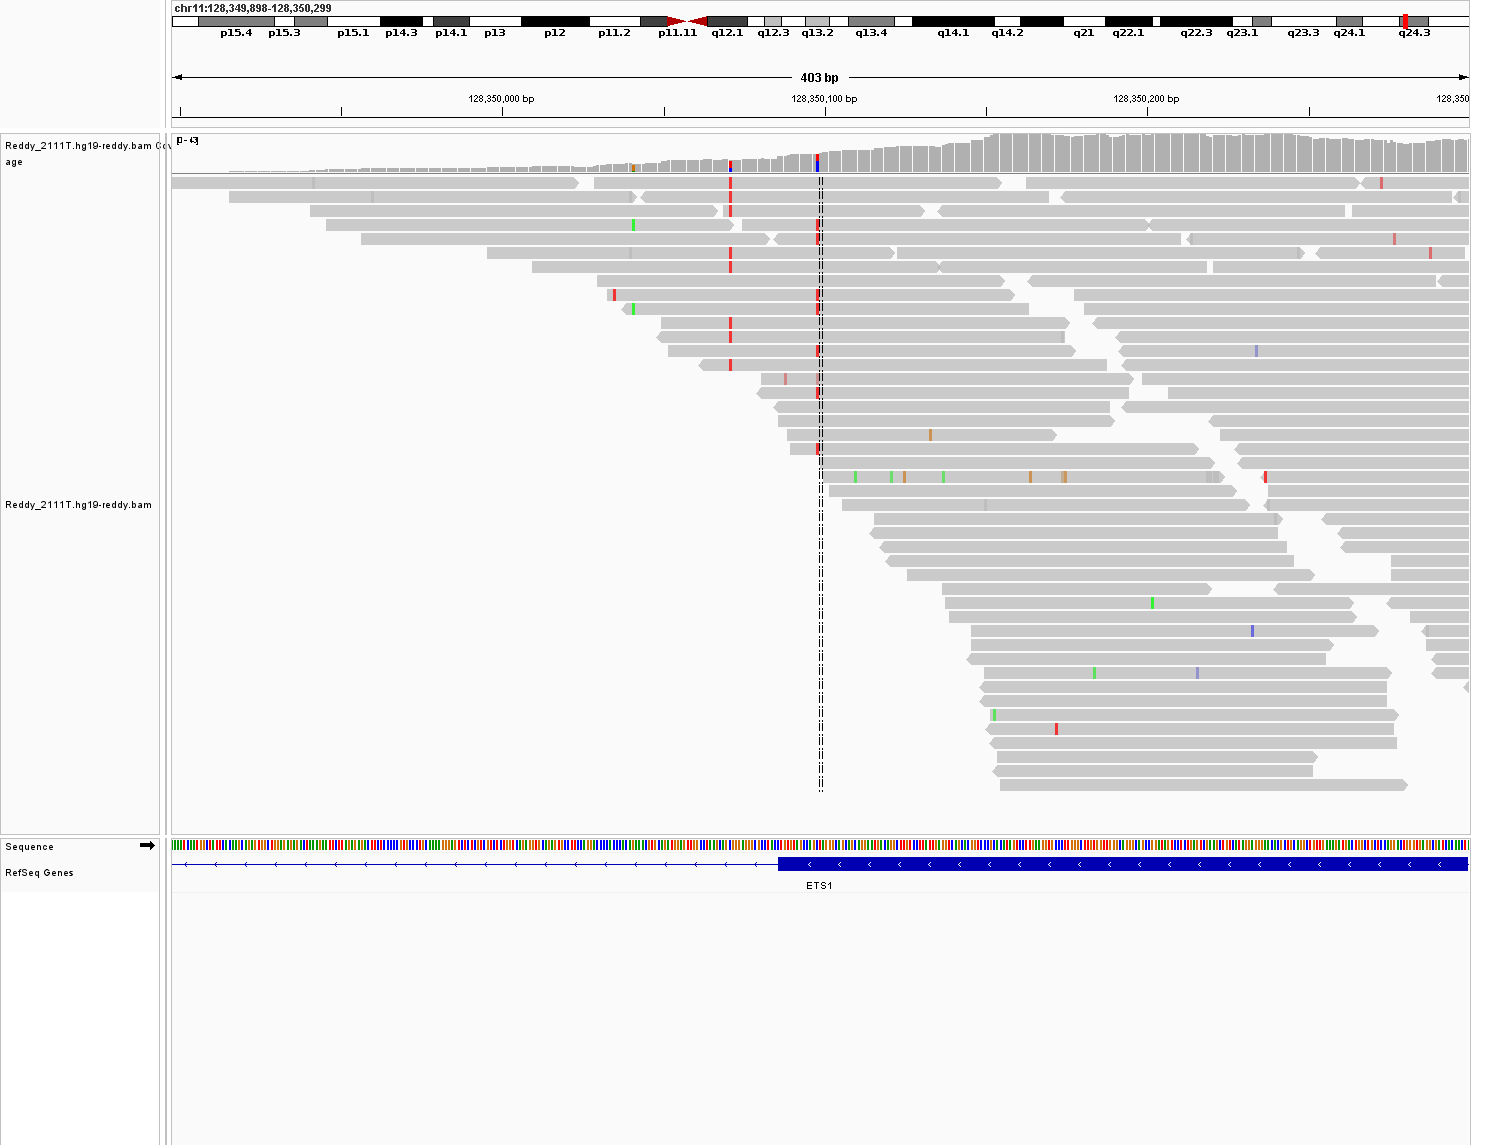 chr11:128,349,898-128,350,299
p15.4 p15.3 p15.1 p14.3 p14.1 p13 p12 p11.2 p11.11 q12.1 q12.3 q13.2 q13.4 q14.1 q14.2 q21 q22.1 q22.3 q23.1 q23.3 q24.1 q24.3
403 bp
128,350,000 bp 128,350,100 bp 128,350,200 bp 128,350
Reddy_2111T.hg19-reddy.bam Cov
age
[0 - 43]
Reddy_2111T.hg19-reddy.bam
Sequence
RefSeq Genes
ETS1